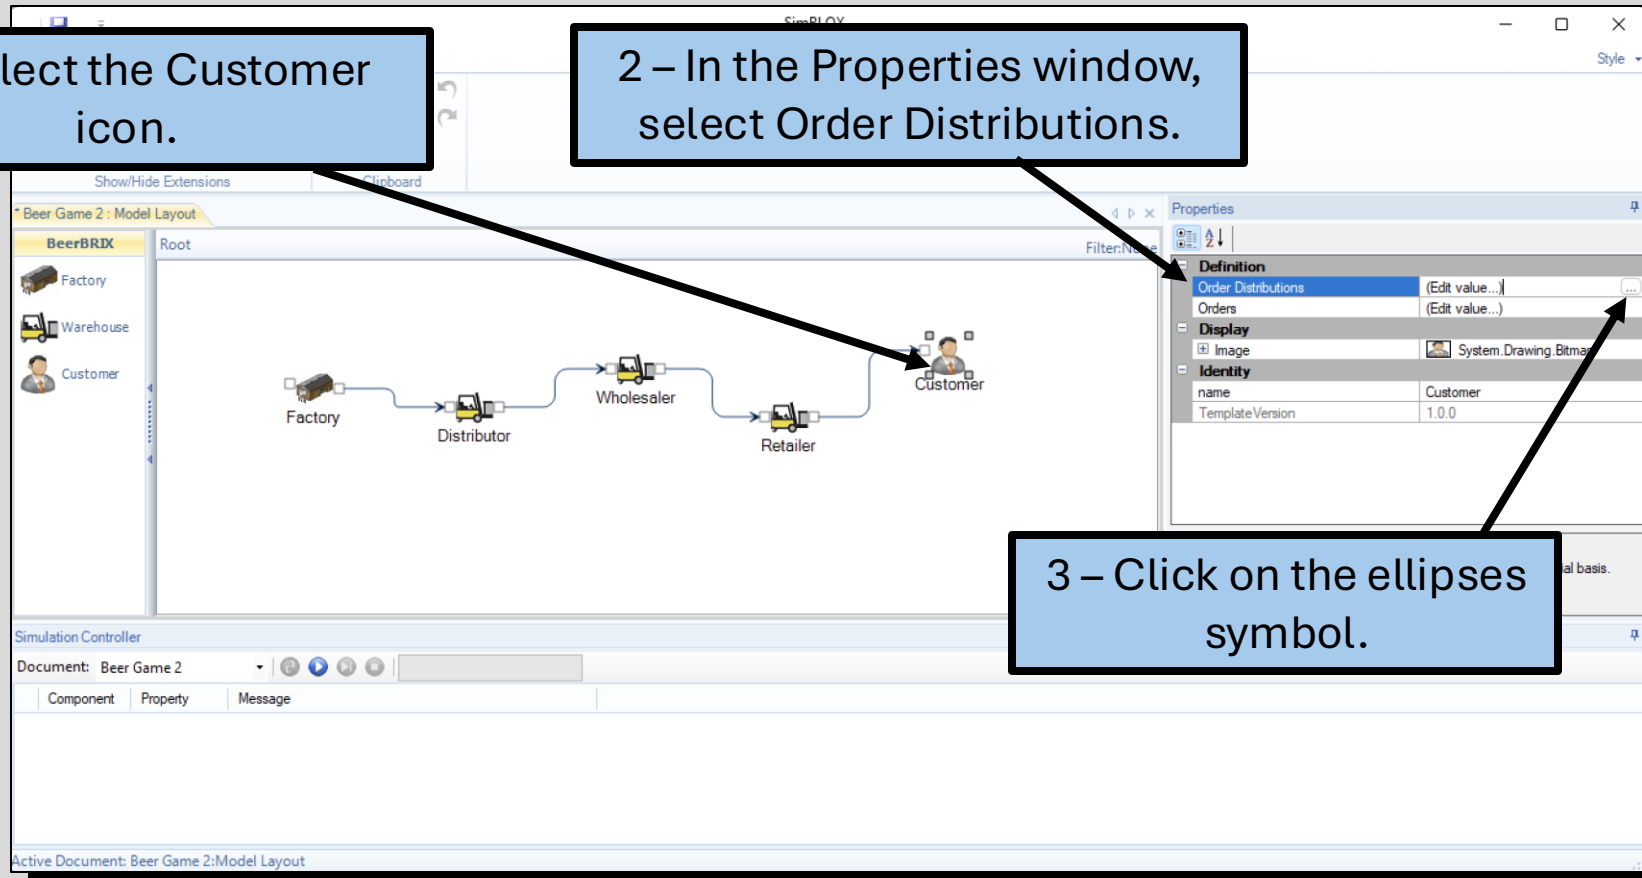 SimBLOX
Style
lect the Customer
icon.
2 – In the Properties window,
select Order Distributions.
Show/Hide Extensions
Clipboard
* Beer Game 2 : Model Layout
Properties
BeerBRIX
Root
Filter:None
Factory
Warehouse
Customer
Factory
Distributor
Wholesaler
Retailer
Customer
Definition
Order Distributions (Edit value...)
Orders (Edit value...)
Display
Image System.Drawing.Bitmap
Identity
name Customer
TemplateVersion 1.0.0
3 – Click on the ellipses
symbol.
ial basis.
Simulation Controller
Document: Beer Game 2
Component Property Message
Active Document: Beer Game 2:Model Layout